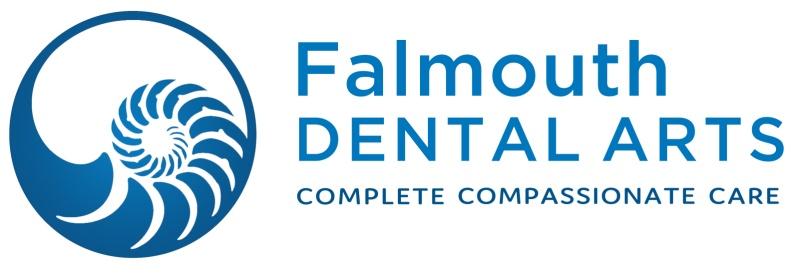 Falmouth
DENTAL ARTS
COMPLETE COMPASSIONATE CARE